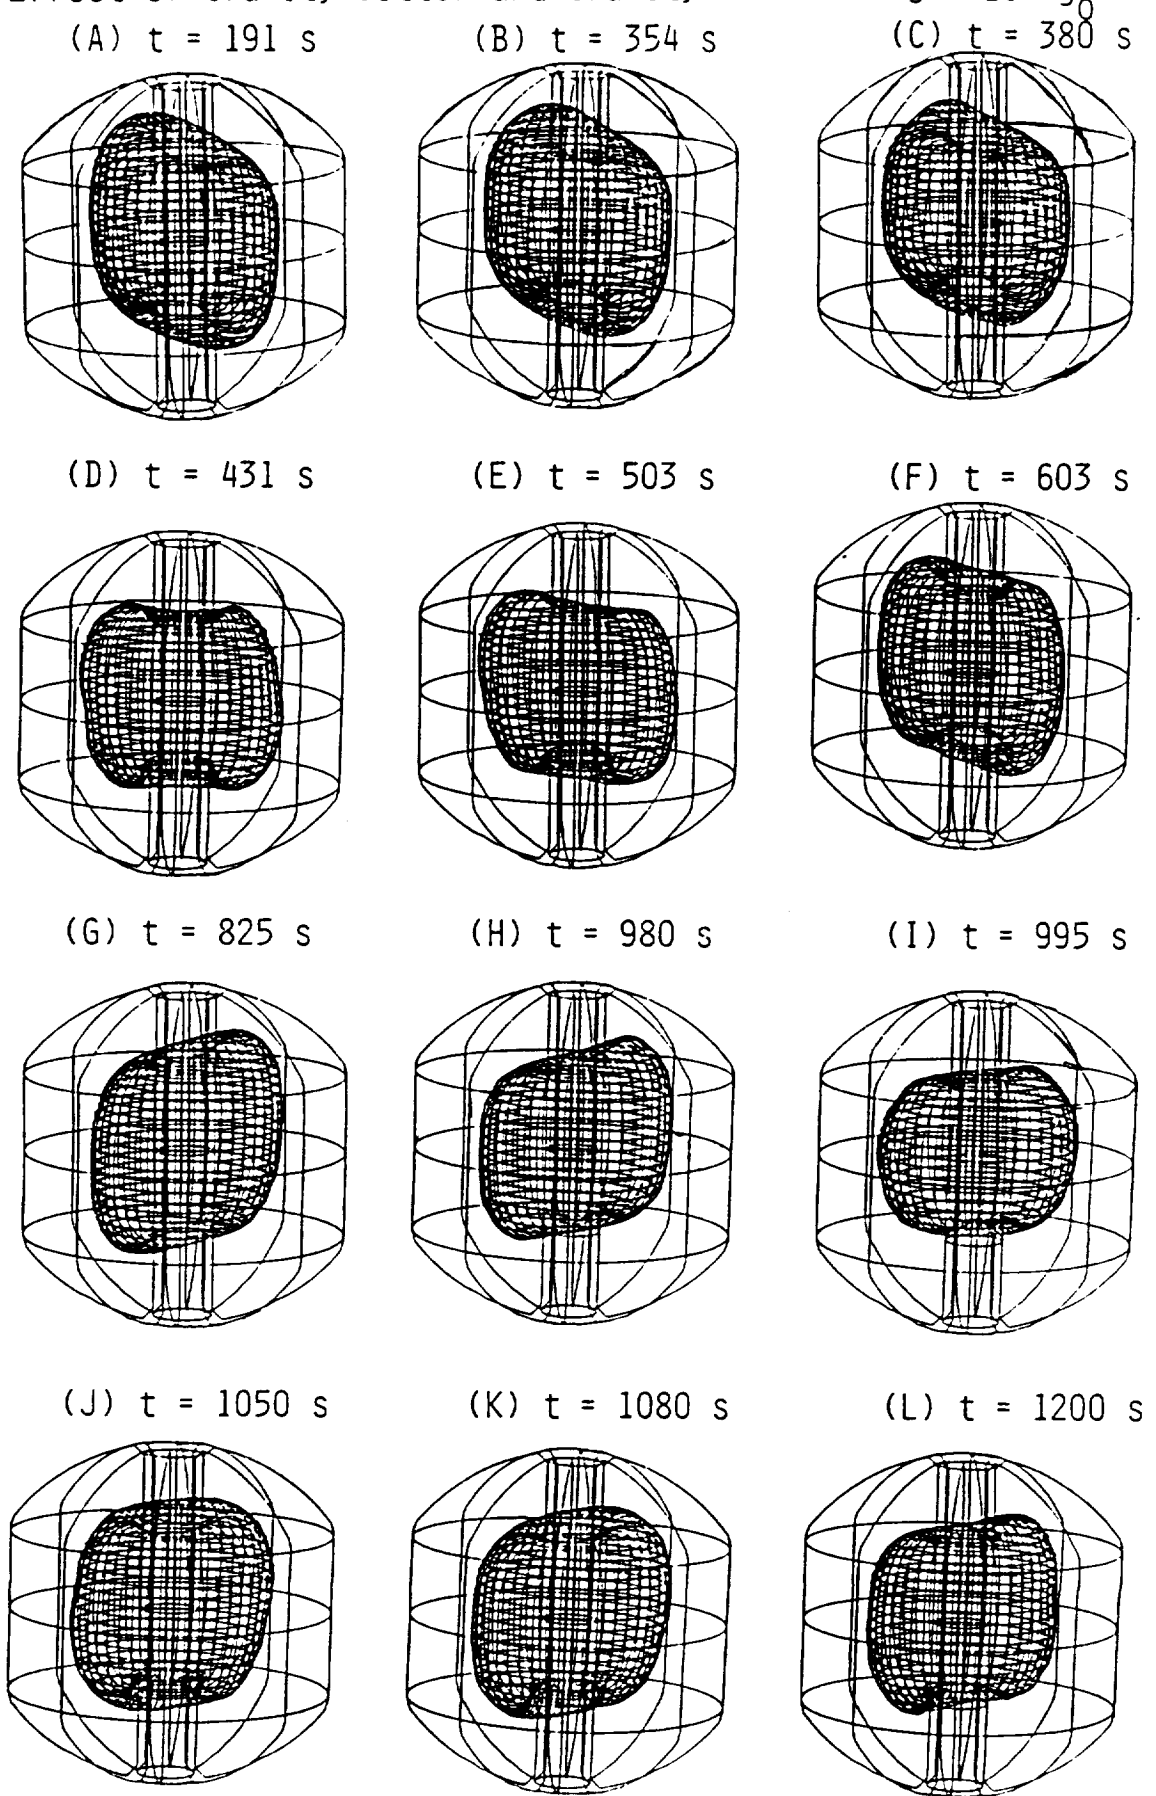 (A) t = 191 s
(B) t = 354 s
(C) t = 380 s
(D) t = 431 s
(E) t = 503 s
(F) t = 603 s
(G) t = 825 s
(H) t = 980 s
(I) t = 995 s
(J) t = 1050 s
(K) t = 1080 s
(L) t = 1200 s